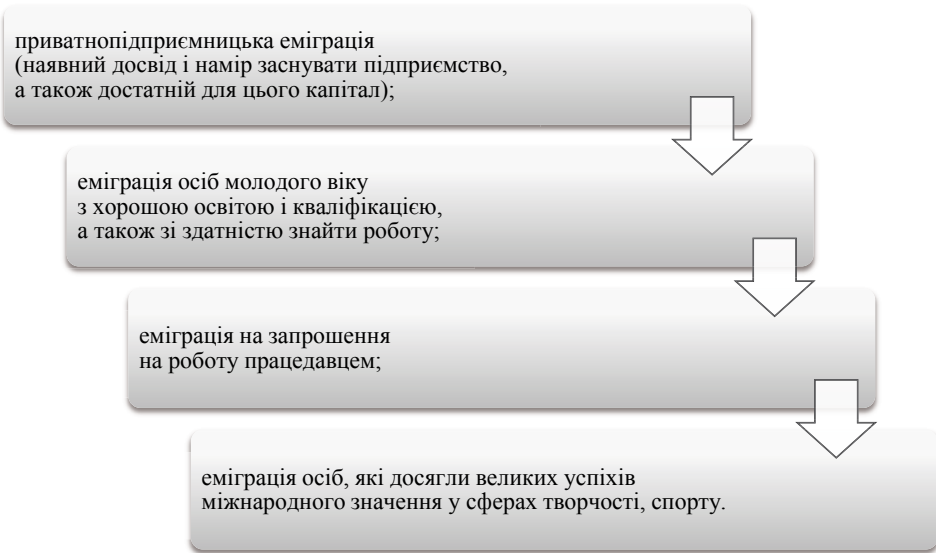 приватнопідприємницька еміграція
(наявний досвід і намір заснувати підприємство,
а також достатній для цього капітал);
еміграція осіб молодого віку
з хорошою освітою і кваліфікацією,
а також зі здатністю знайти роботу;
еміграція на запрошення
на роботу працедавцем;
еміграція осіб, які досягли великих успіхів
міжнародного значення у сферах творчості, спорту.